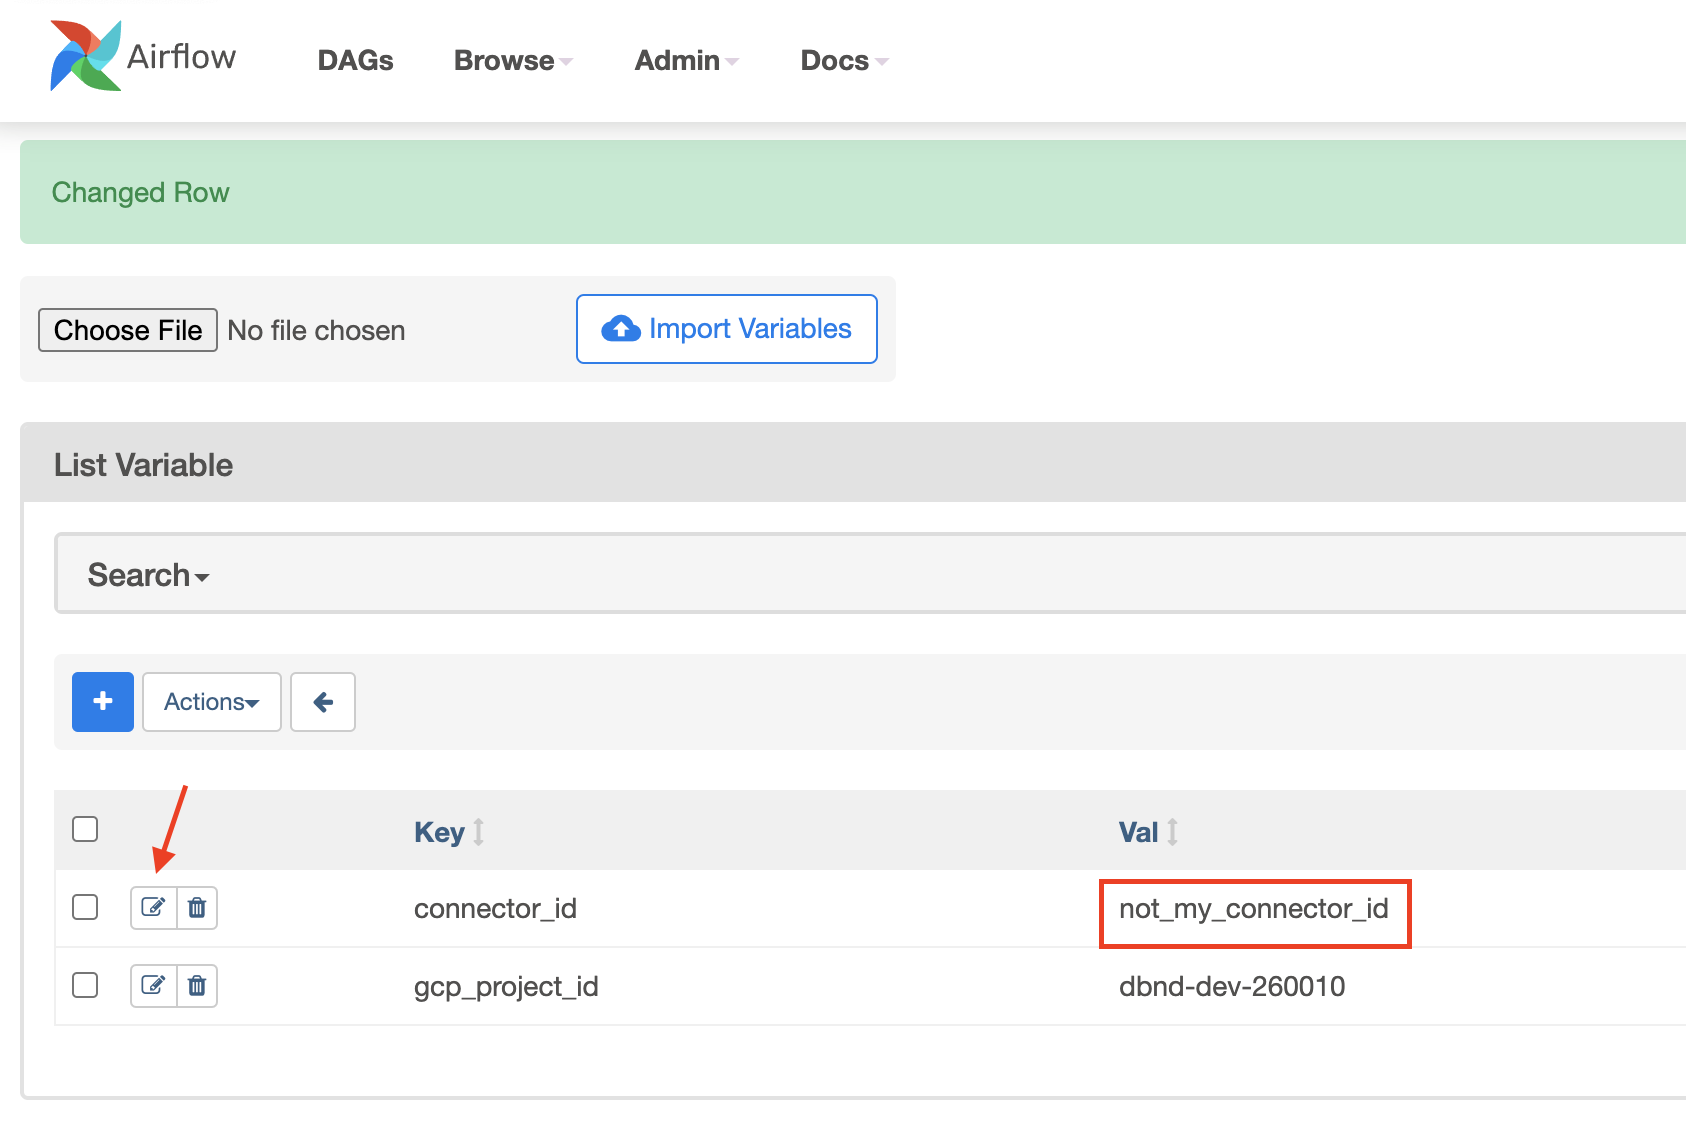 Airflow DAGs Browse Admin Docs
Changed Row
Choose File No file chosen Import Variables
List Variable
Search
+ Actions
Key Val
connector_id not_my_connector_id
gcp_project_id dbnd-dev-260010